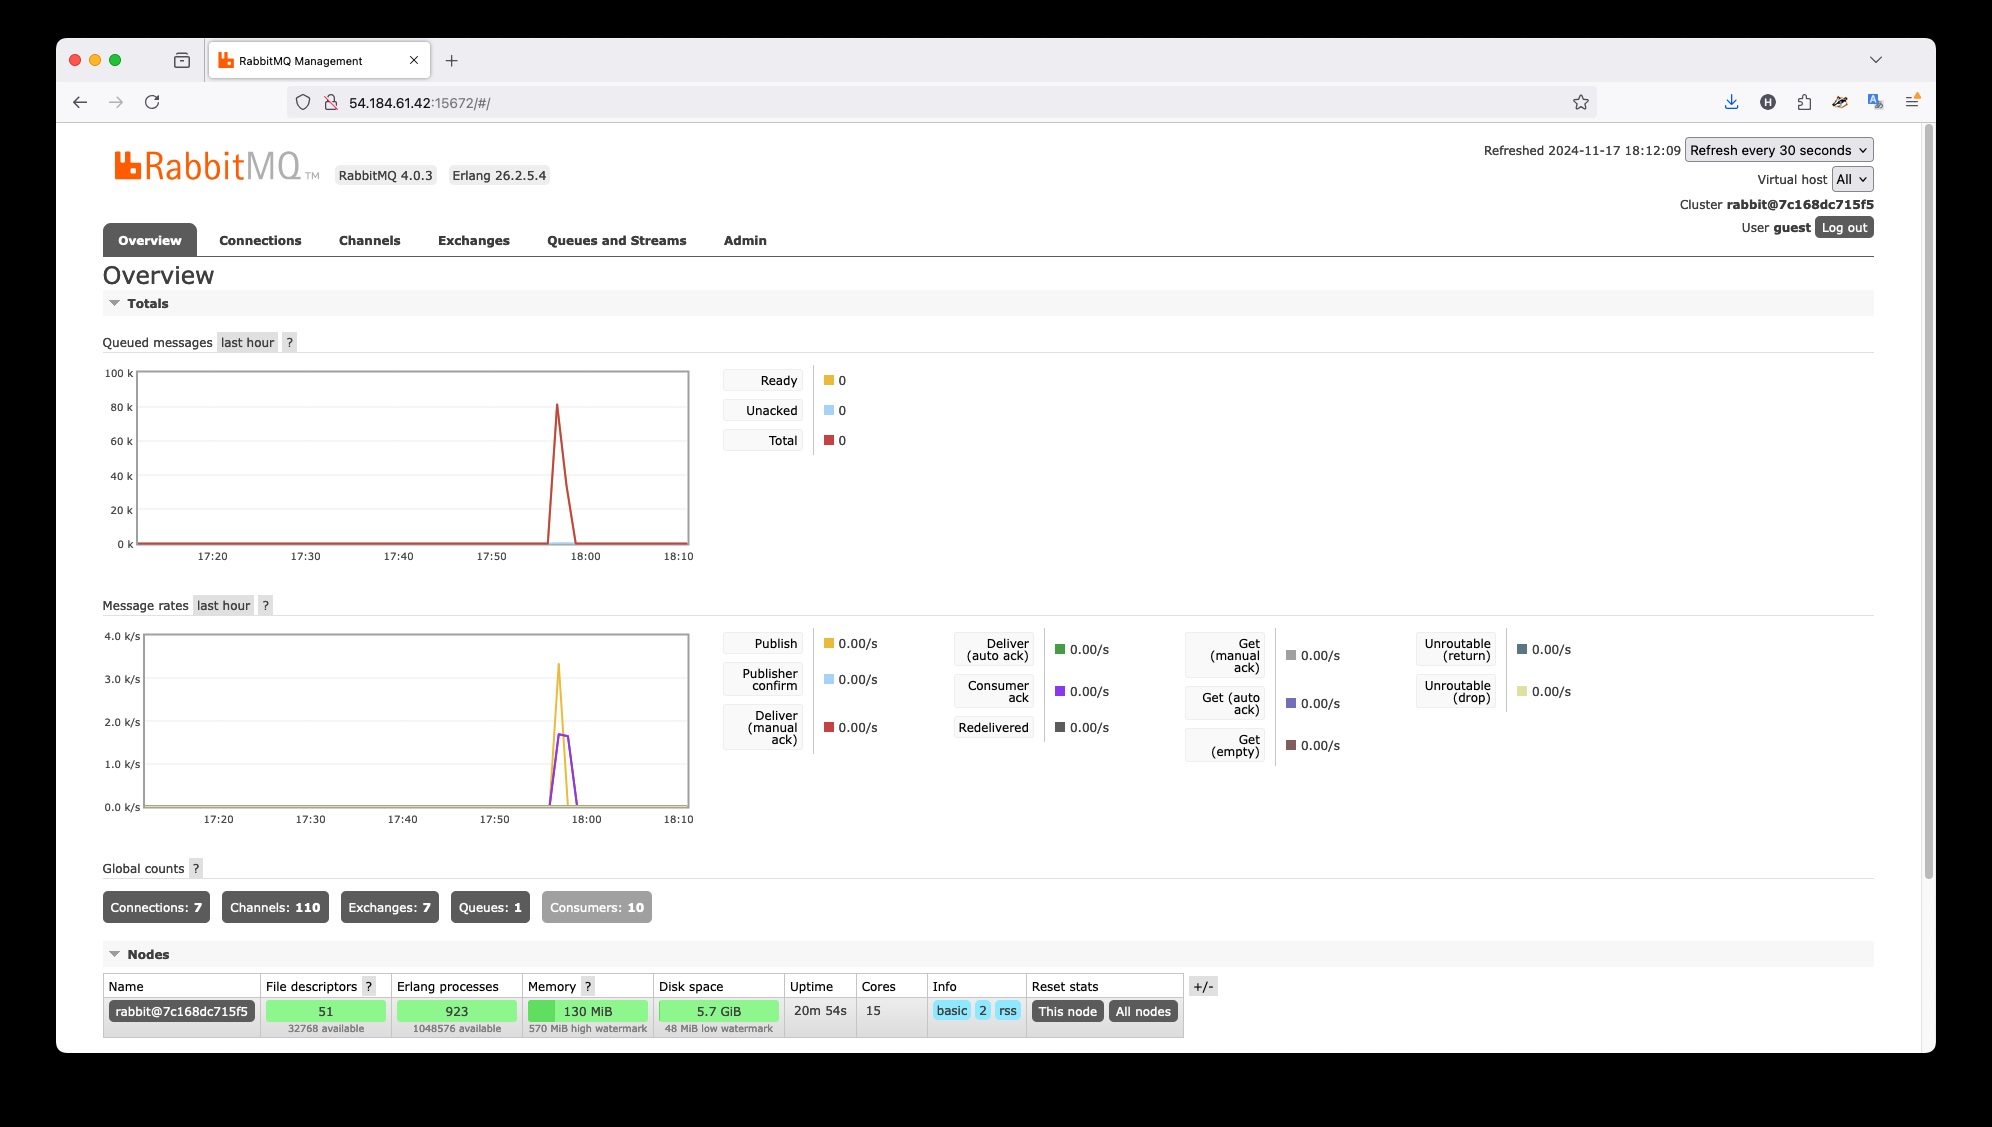 RabbitMQ Management
54.184.61.42:15672/#/
RabbitMQ TM
RabbitMQ 4.0.3 Erlang 26.2.5.4
Refreshed 2024-11-17 18:12:09 Refresh every 30 seconds
Virtual host All
Cluster rabbit@7c168dc715f5
User guest Log out
Overview Connections Channels Exchanges Queues and Streams Admin
Overview
Totals
Queued messages last hour ?
100 k
80 k
60 k
40 k
20 k
0 k
17:20 17:30 17:40 17:50 18:00 18:10
Ready 0
Unacked 0
Total 0
Message rates last hour ?
4.0 k/s
3.0 k/s
2.0 k/s
1.0 k/s
0.0 k/s
17:20 17:30 17:40 17:50 18:00 18:10
Publish 0.00/s
Publisher
confirm 0.00/s
Deliver
(manual
ack) 0.00/s
Deliver
(auto ack) 0.00/s
Consumer
ack 0.00/s
Redelivered 0.00/s
Get
(manual
ack) 0.00/s
Get (auto
ack) 0.00/s
Get
(empty) 0.00/s
Unroutable
(return) 0.00/s
Unroutable
(drop) 0.00/s
Global counts ?
Connections: 7 Channels: 110 Exchanges: 7 Queues: 1 Consumers: 10
Nodes
Name File descriptors ? Erlang processes Memory ? Disk space Uptime Cores Info Reset stats +/-
rabbit@7c168dc715f5 51 923 130 MiB 5.7 GiB 20m 54s 15 basic 2 rss This node All nodes
32768 available 1048576 available 570 MiB high watermark 48 MiB low watermark